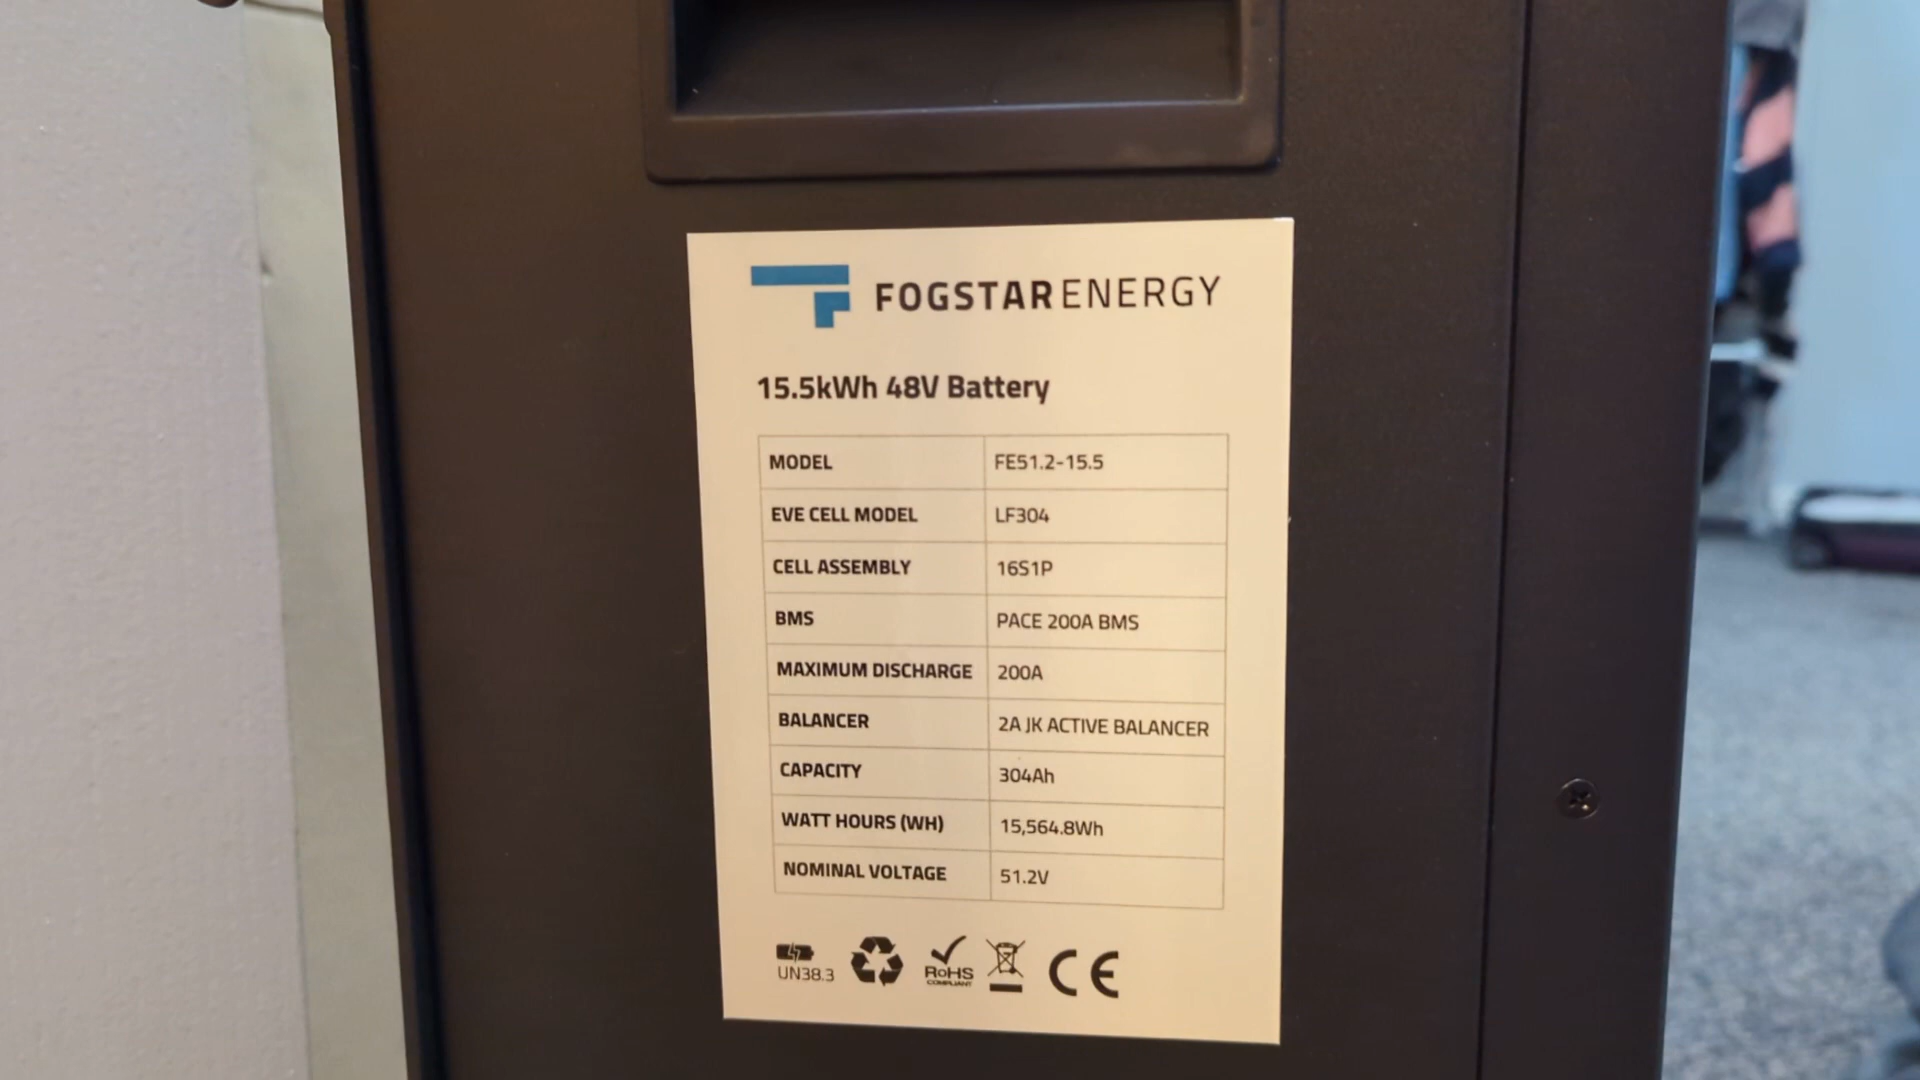 FOGSTARENERGY
15.5kWh 48V Battery
MODEL FE51.2-15.5
EVE CELL MODEL LF304
CELL ASSEMBLY 16S1P
BMS PACE 200A BMS
MAXIMUM DISCHARGE 200A
BALANCER 2A JK ACTIVE BALANCER
CAPACITY 304Ah
WATT HOURS (WH) 15,564.8Wh
NOMINAL VOLTAGE 51.2V
UN38.3
RoHS
COMPLIANT
CE